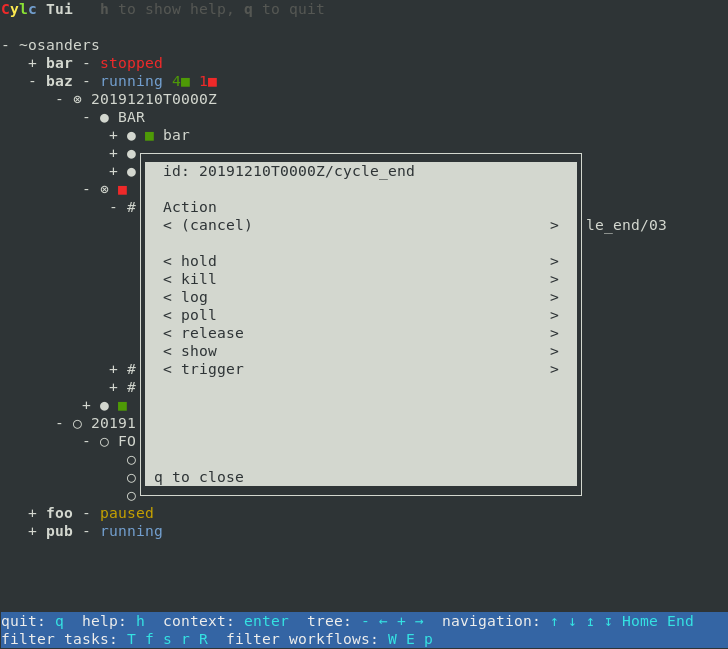 Cylc Tui   h to show help, q to quit
- ~osanders
+ bar - stopped
- baz - running 4■ 1■
- ⊗ 20191210T0000Z
- ● BAR
+ ● ■ bar
+ ●
+ ●
id: 20191210T0000Z/cycle_end
- ⊗ ■
- #
Action
< (cancel) >
le_end/03
< hold >
< kill >
< log >
< poll >
< release >
< show >
< trigger >
+ #
+ #
+ ● ■
- ○ 20191
- ○ FO
○
○
q to close
○
+ foo - paused
+ pub - running
quit: q  help: h  context: enter  tree: - ← + →  navigation: ↑ ↓ ↥ ↧ Home End
filter tasks: T f s r R  filter workflows: W E p